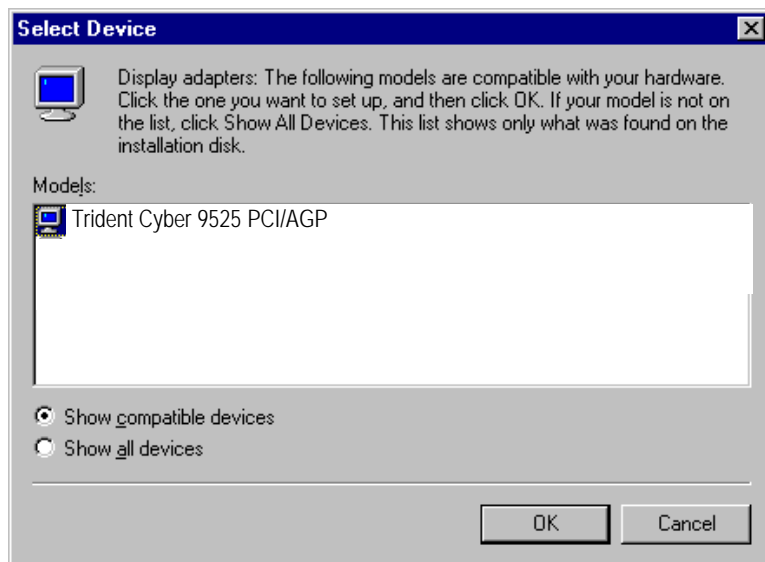 Select Device
Display adapters: The following models are compatible with your hardware.
Click the one you want to set up, and then click OK. If your model is not on
the list, click Show All Devices. This list shows only what was found on the
installation disk.
Models:
Trident Cyber 9525 PCI/AGP
Show compatible devices
Show all devices
OK
Cancel